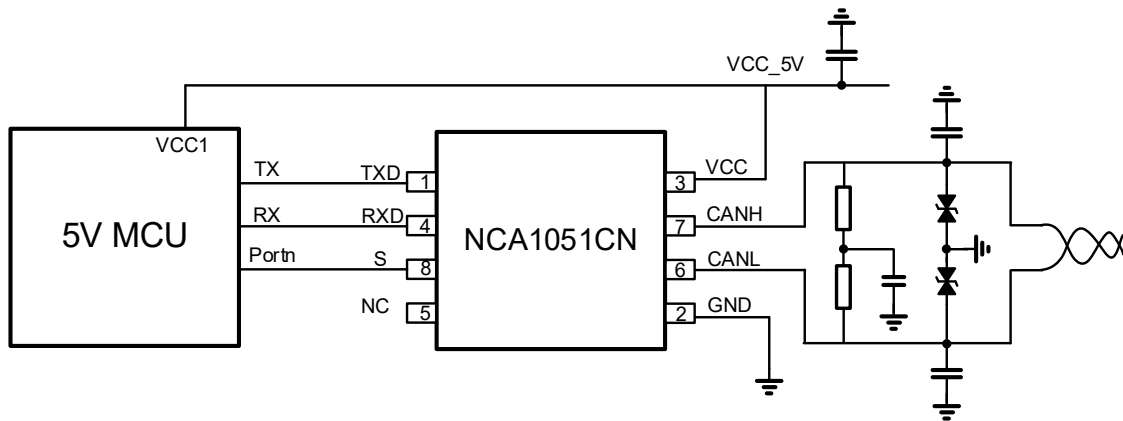 VCC_5V
VCC1
TX TXD 1 3 VCC
RX RXD 4 7 CANH
5V MCU NCA1051CN
Portn S 8 6 CANL
NC 5 2 GND